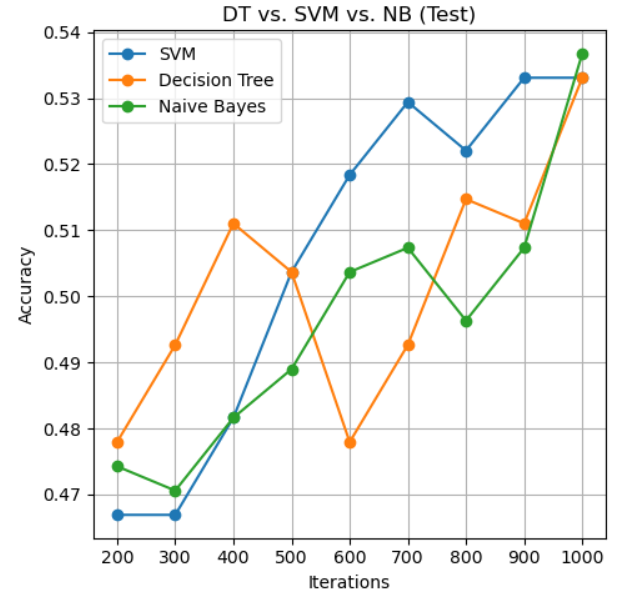 DT vs. SVM vs. NB (Test)
0.54
0.53
0.52
0.51
0.50
0.49
0.48
0.47
Accuracy
SVM
Decision Tree
Naive Bayes
200 300 400 500 600 700 800 900 1000
Iterations